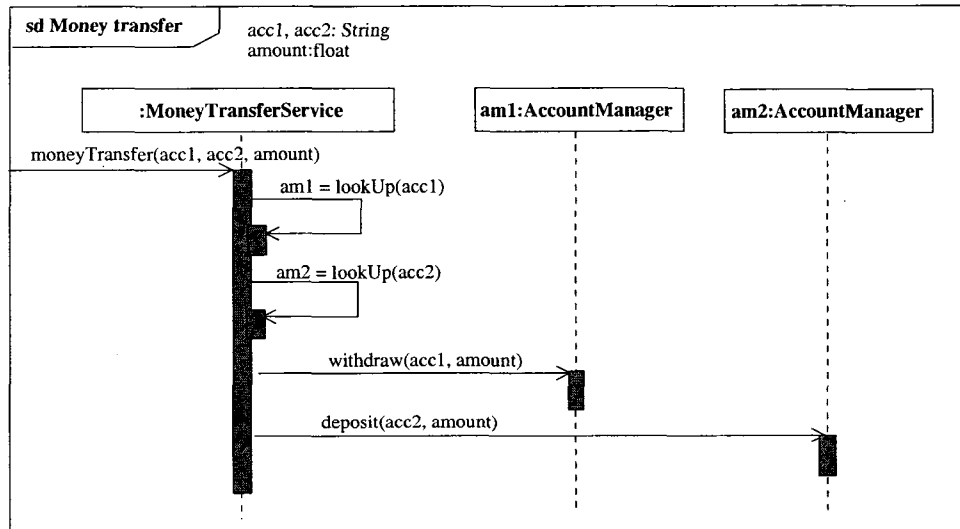 sd Money transfer
acc1, acc2: String
amount:float
:MoneyTransferService
am1:AccountManager
am2:AccountManager
moneyTransfer(acc1, acc2, amount)
am1 = lookUp(acc1)
am2 = lookUp(acc2)
withdraw(acc1, amount)
deposit(acc2, amount)